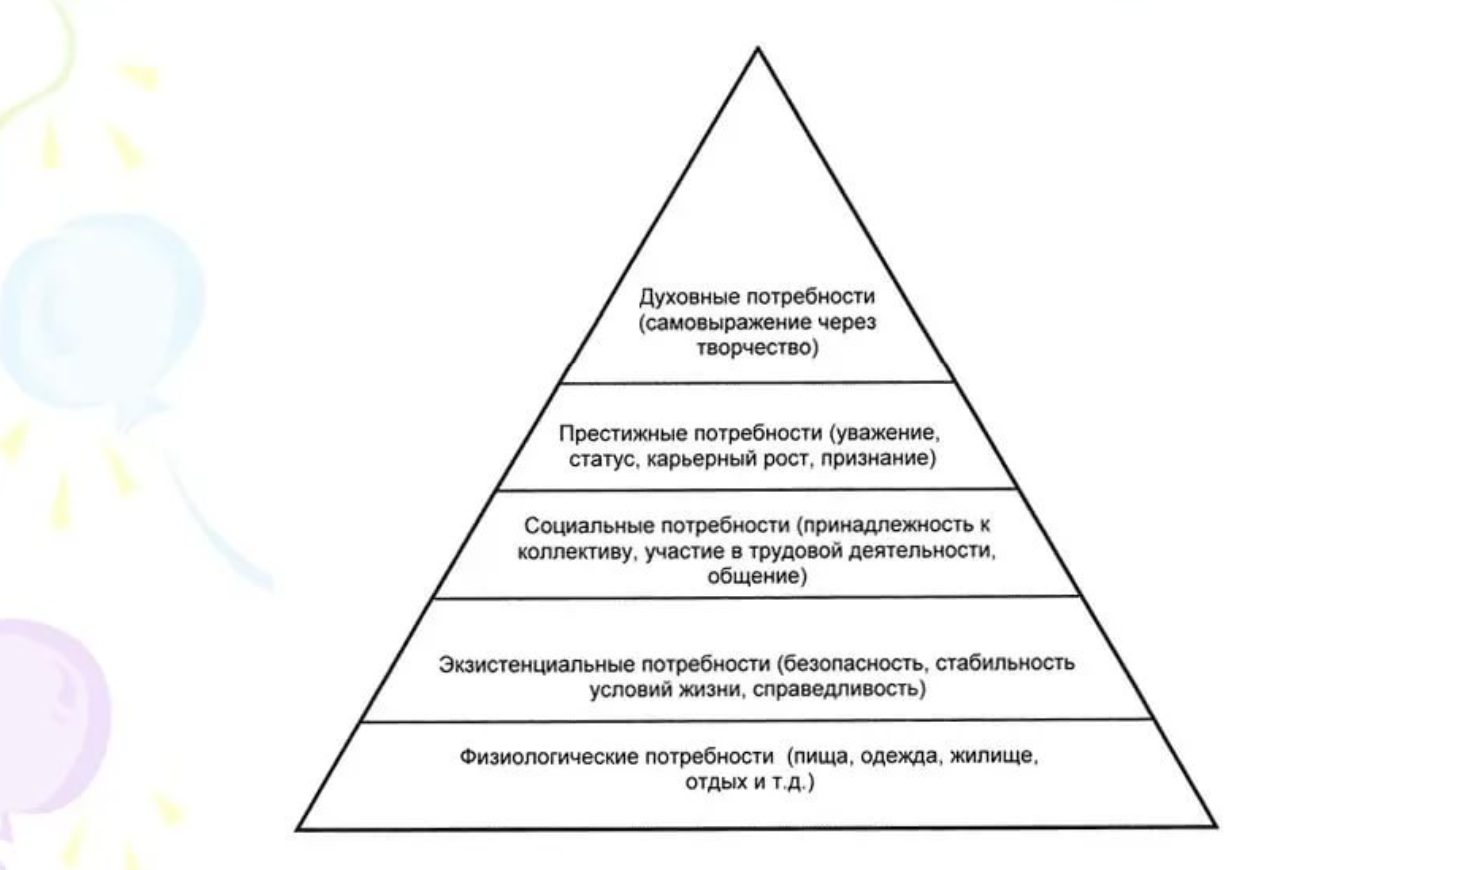 Духовные потребности
(самовыражение через
творчество)
Престижные потребности (уважение,
статус, карьерный рост, признание)
Социальные потребности (принадлежность к
коллективу, участие в трудовой деятельности,
общение)
Экзистенциальные потребности (безопасность, стабильность
условий жизни, справедливость)
Физиологические потребности  (пища, одежда, жилище,
отдых и т.д.)